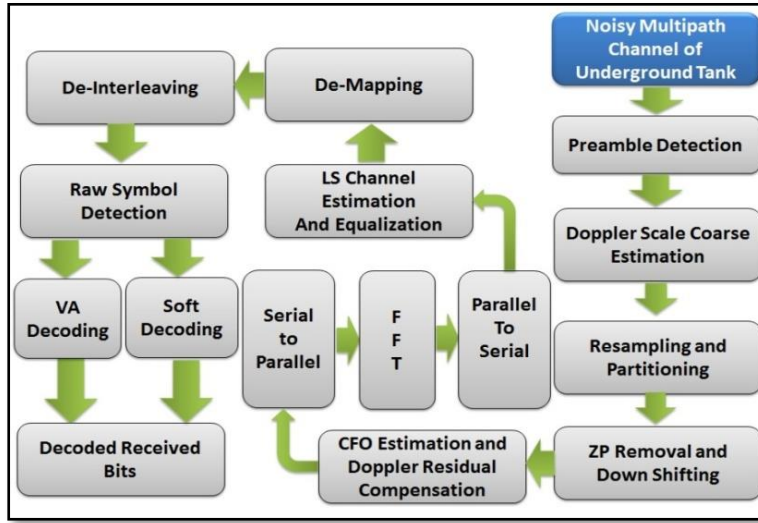 Noisy Multipath
Channel of
Underground Tank
Preamble Detection
Doppler Scale Coarse
Estimation
Resampling and
Partitioning
ZP Removal and
Down Shifting
CFO Estimation and
Doppler Residual
Compensation
Serial
to
Parallel
F
F
T
Parallel
To
Serial
LS Channel
Estimation
And Equalization
De-Mapping
De-Interleaving
Raw Symbol
Detection
VA
Decoding
Soft
Decoding
Decoded Received
Bits